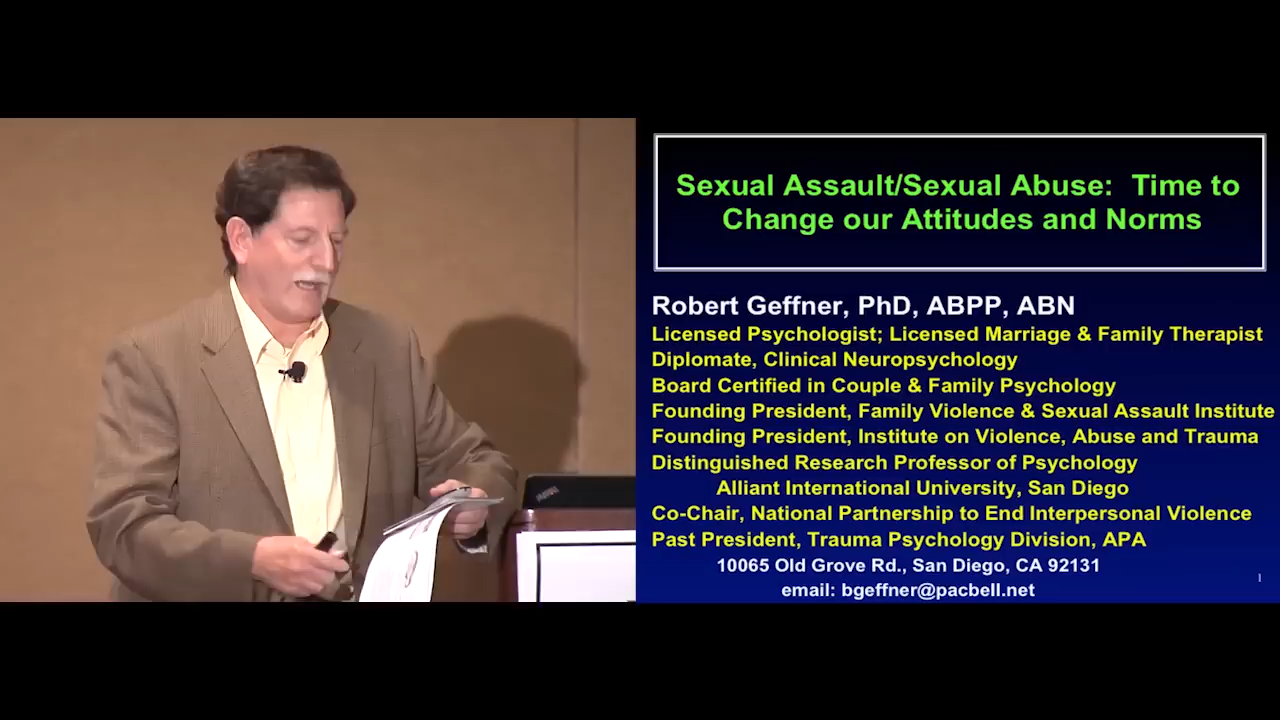 Sexual Assault/Sexual Abuse: Time to
Change our Attitudes and Norms
Robert Geffner, PhD, ABPP, ABN
Licensed Psychologist; Licensed Marriage & Family Therapist
Diplomate, Clinical Neuropsychology
Board Certified in Couple & Family Psychology
Founding President, Family Violence & Sexual Assault Institute
Founding President, Institute on Violence, Abuse and Trauma
Distinguished Research Professor of Psychology
Alliant International University, San Diego
Co-Chair, National Partnership to End Interpersonal Violence
Past President, Trauma Psychology Division, APA
10065 Old Grove Rd., San Diego, CA 92131
email: bgeffner@pacbell.net
1